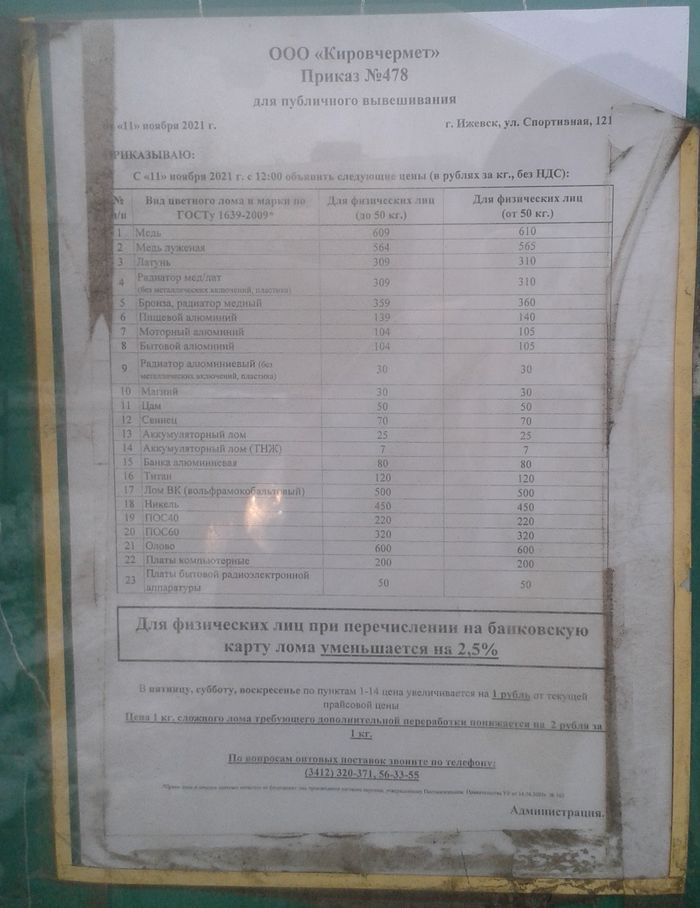 ООО «Кировчермет»
Приказ №478
для публичного вывешивания
от «11» ноября 2021 г. г. Ижевск, ул. Спортивная, 121
ПРИКАЗЫВАЮ:
С «11» ноября 2021 г. с 12:00 объявить следующие цены (в рублях за кг., без НДС):
№ п/п Вид цветного лома и марки по ГОСТу 1639-2009* Для физических лиц (до 50 кг.) Для физических лиц (от 50 кг.)
1 Медь 609 610
2 Медь луженая 564 565
3 Латунь 309 310
4 Радиатор мед/лат (без металлических включений, пластика) 309 310
5 Бронза, радиатор медный 359 360
6 Пищевой алюминий 139 140
7 Моторный алюминий 104 105
8 Бытовой алюминий 104 105
9 Радиатор алюминиевый (без металлических включений, пластика) 30 30
10 Магний 30 30
11 Цам 50 50
12 Свинец 70 70
13 Аккумуляторный лом 25 25
14 Аккумуляторный лом (ТНЖ) 7 7
15 Банка алюминиевая 80 80
16 Титан 120 120
17 Лом ВК (вольфрамокобальтовый) 500 500
18 Никель 450 450
19 ПОС40 220 220
20 ПОС60 320 320
21 Олово 600 600
22 Платы компьютерные 200 200
23 Платы бытовой радиоэлектронной аппаратуры 50 50
Для физических лиц при перечислении на банковскую
карту лома уменьшается на 2,5%
В пятницу, субботу, воскресенье по пунктам 1-14 цена увеличивается на 1 рубль от текущей
прайсовой цены
Цена 1 кг. сложного лома требующего дополнительной переработки понижается на 2 рубля за
1 кг.
По вопросам оптовых поставок звоните по телефону:
(3412) 320-371, 56-33-55
Администрация.